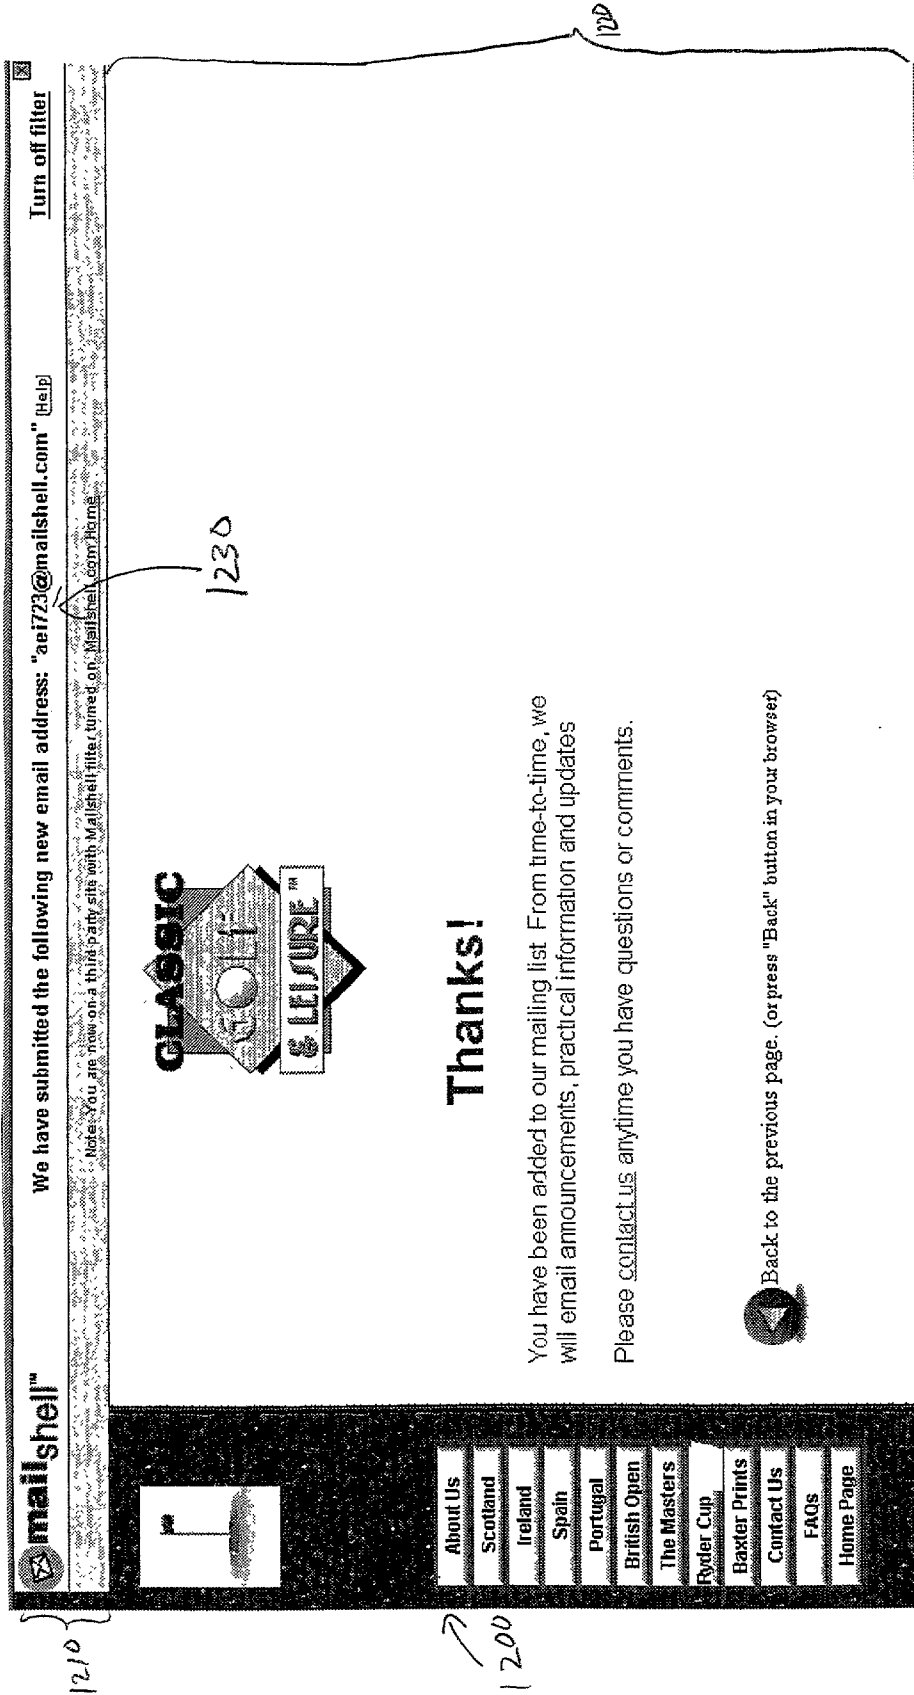 mailshell™
We have submitted the following new email address: "aei723@mailshell.com" [Help]
Turn off filter
X
Note: You are now on a third party site with Mailshell filter turned on. Mailshell.com Home
1210
1230
1220
1200
CLASSIC
GOLF
& LEISURE™
Thanks!
You have been added to our mailing list From time-to-time, we
will email announcements, practical information and updates
Please contact us anytime you have questions or comments.
Back to the previous page. (or press "Back" button in your browser)
About Us
Scotland
Ireland
Spain
Portugal
British Open
The Masters
Ryder Cup
Baxter Prints
Contact Us
FAQs
Home Page